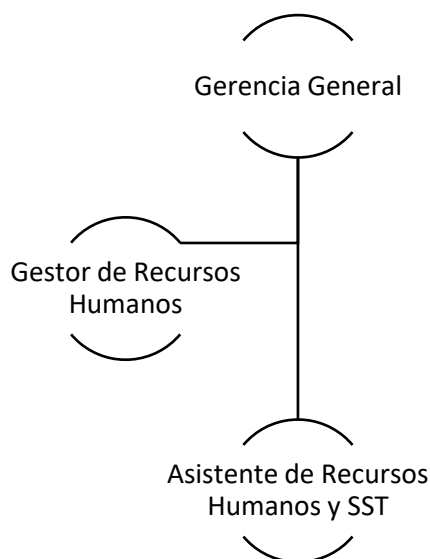 Gerencia General
Gestor de Recursos
Humanos
Asistente de Recursos
Humanos y SST